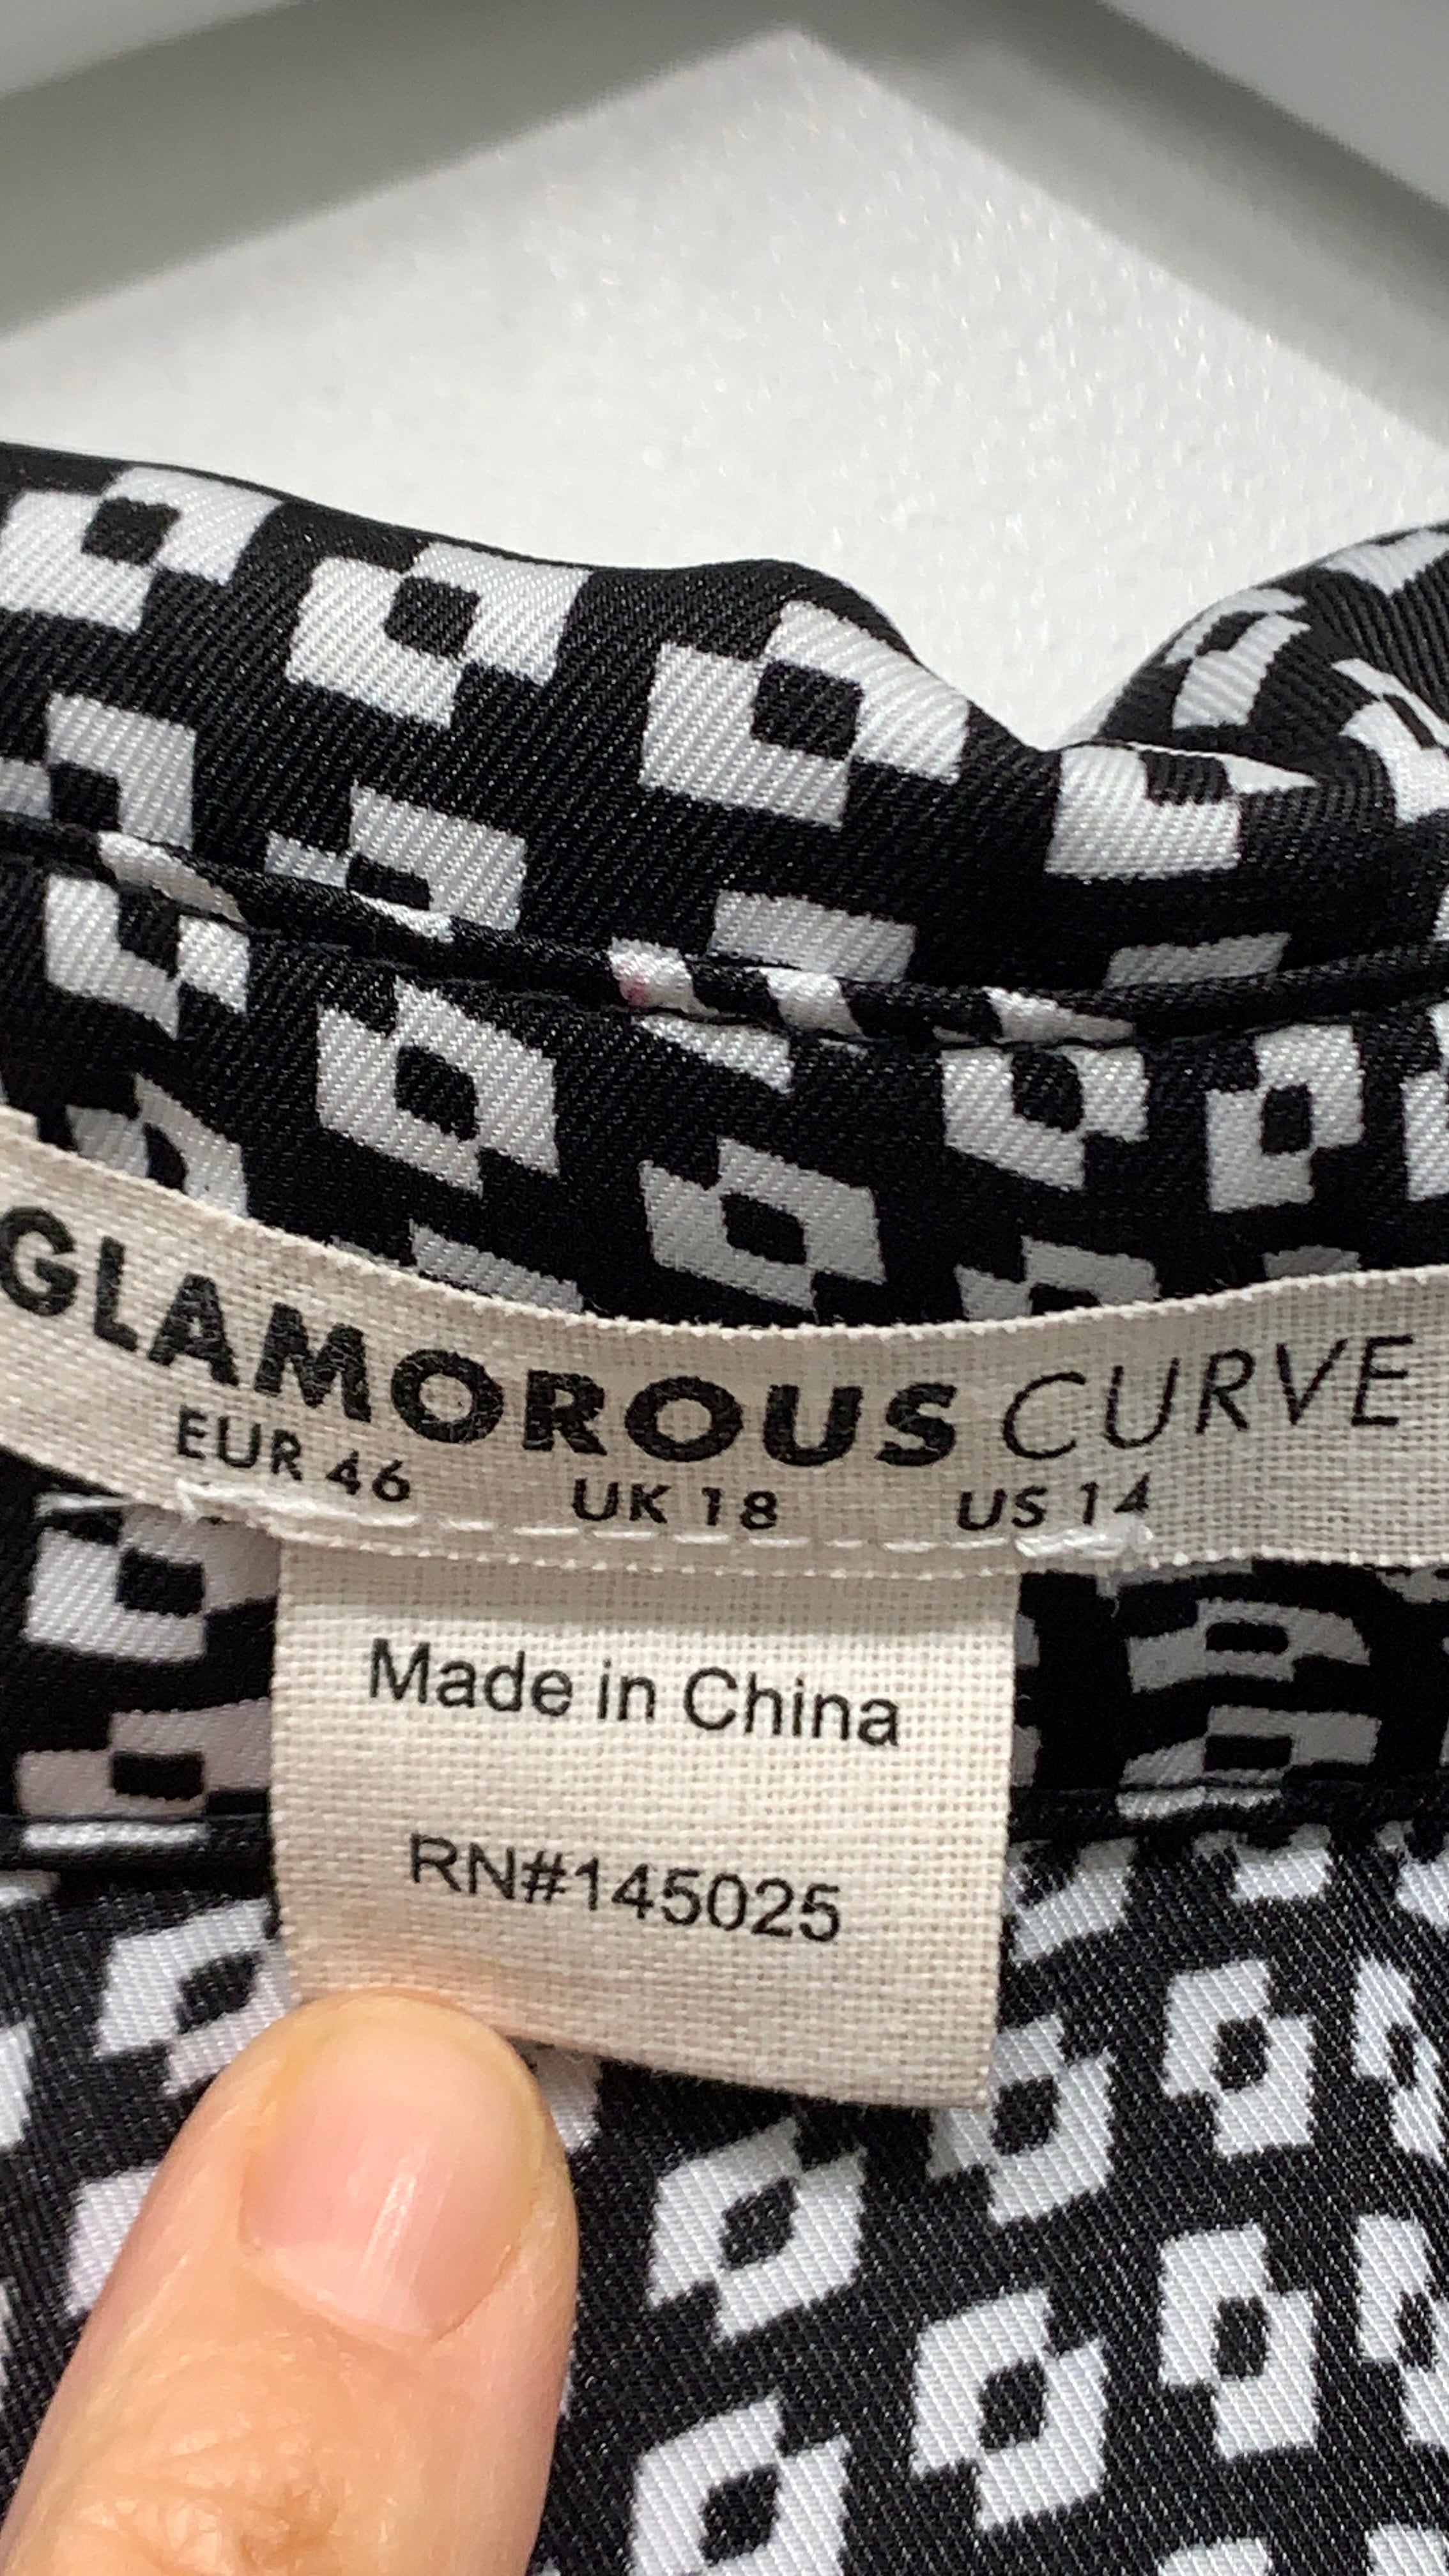 GLAMOROUS CURVE
EUR 46 UK 18 US 14
Made in China
RN#145025